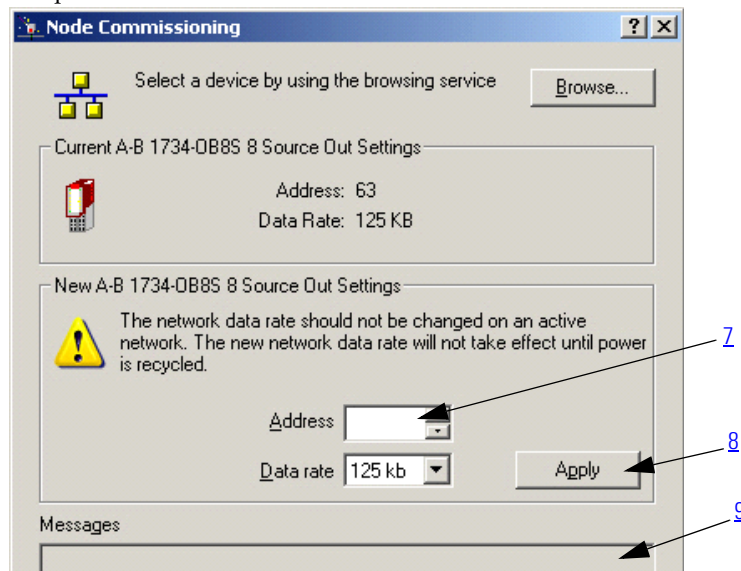 Node Commissioning
Select a device by using the browsing service
Browse...
Current A-B 1734-OB8S 8 Source Out Settings
Address: 63
Data Rate: 125 KB
New A-B 1734-OB8S 8 Source Out Settings
The network data rate should not be changed on an active
network. The new network data rate will not take effect until power
is recycled.
7
Address
8
Data rate 125 kb
Apply
9
Messages